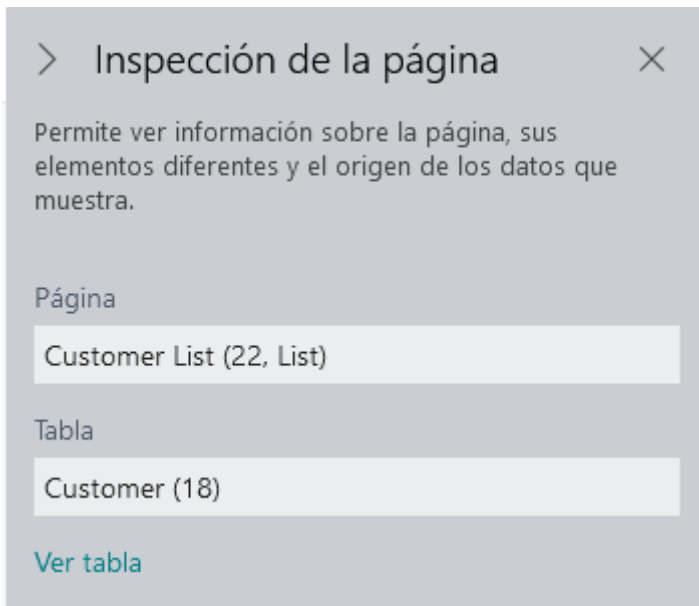 Inspección de la página
Permite ver información sobre la página, sus
elementos diferentes y el origen de los datos que
muestra.
Página
Customer List (22, List)
Tabla
Customer (18)
Ver tabla